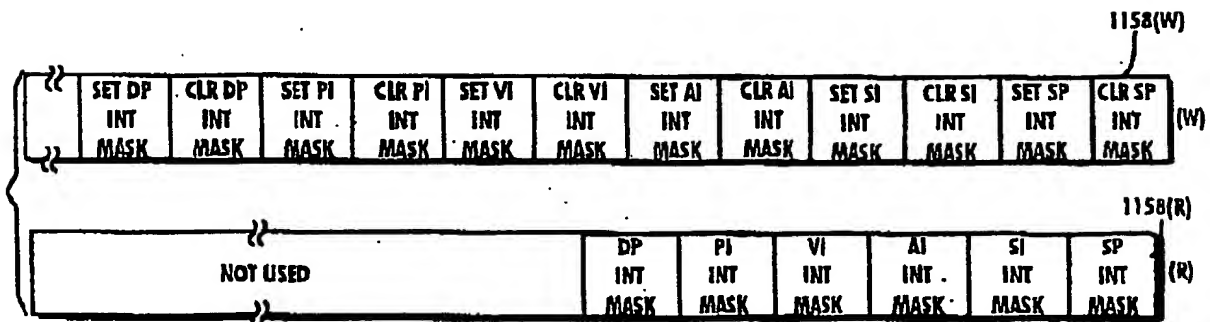 1158(W)
SET DP INT MASK
CLR DP INT MASK
SET PI INT MASK
CLR PI INT MASK
SET VI INT MASK
CLR VI INT MASK
SET AI INT MASK
CLR AI INT MASK
SET SI INT MASK
CLR SI INT MASK
SET SP INT MASK
CLR SP INT MASK
(W)
1158(R)
NOT USED
DP INT MASK
PI INT MASK
VI INT MASK
AI INT MASK
SI INT MASK
SP INT MASK
(R)